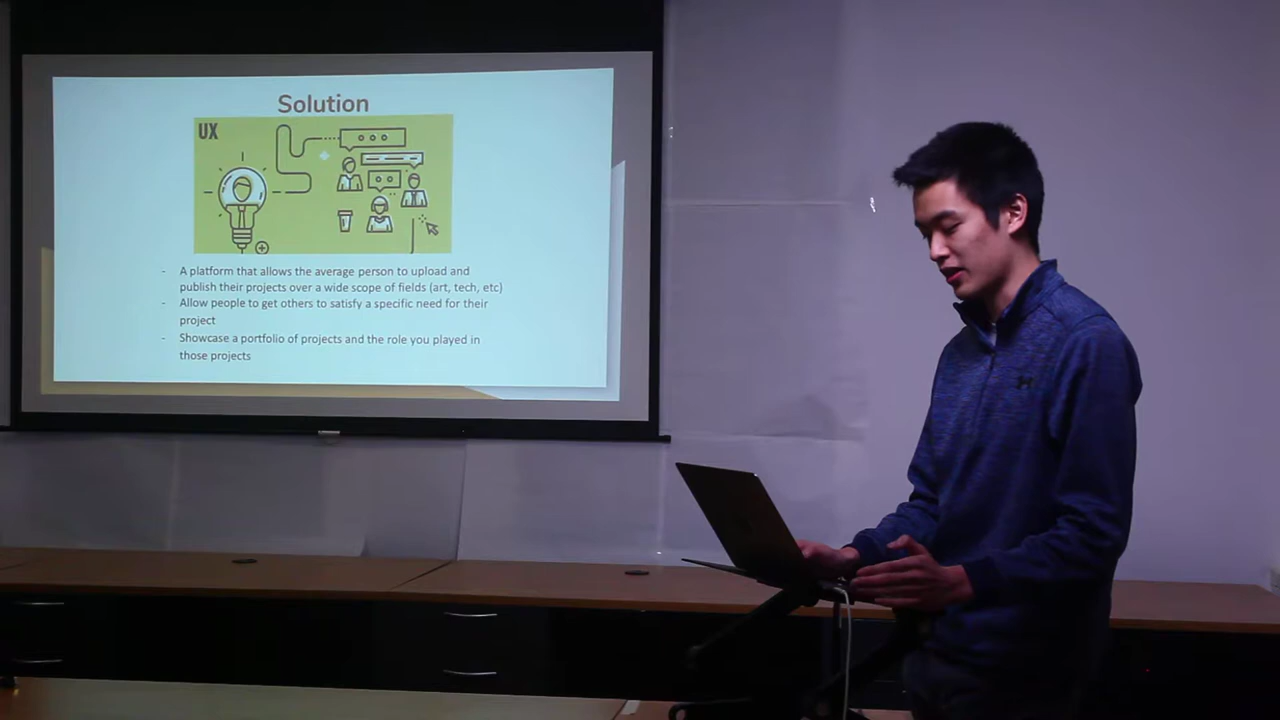 Solution
UX
- A platform that allows the average person to upload and
publish their projects over a wide scope of fields (art, tech, etc)
- Allow people to get others to satisfy a specific need for their
project
- Showcase a portfolio of projects and the role you played in
those projects